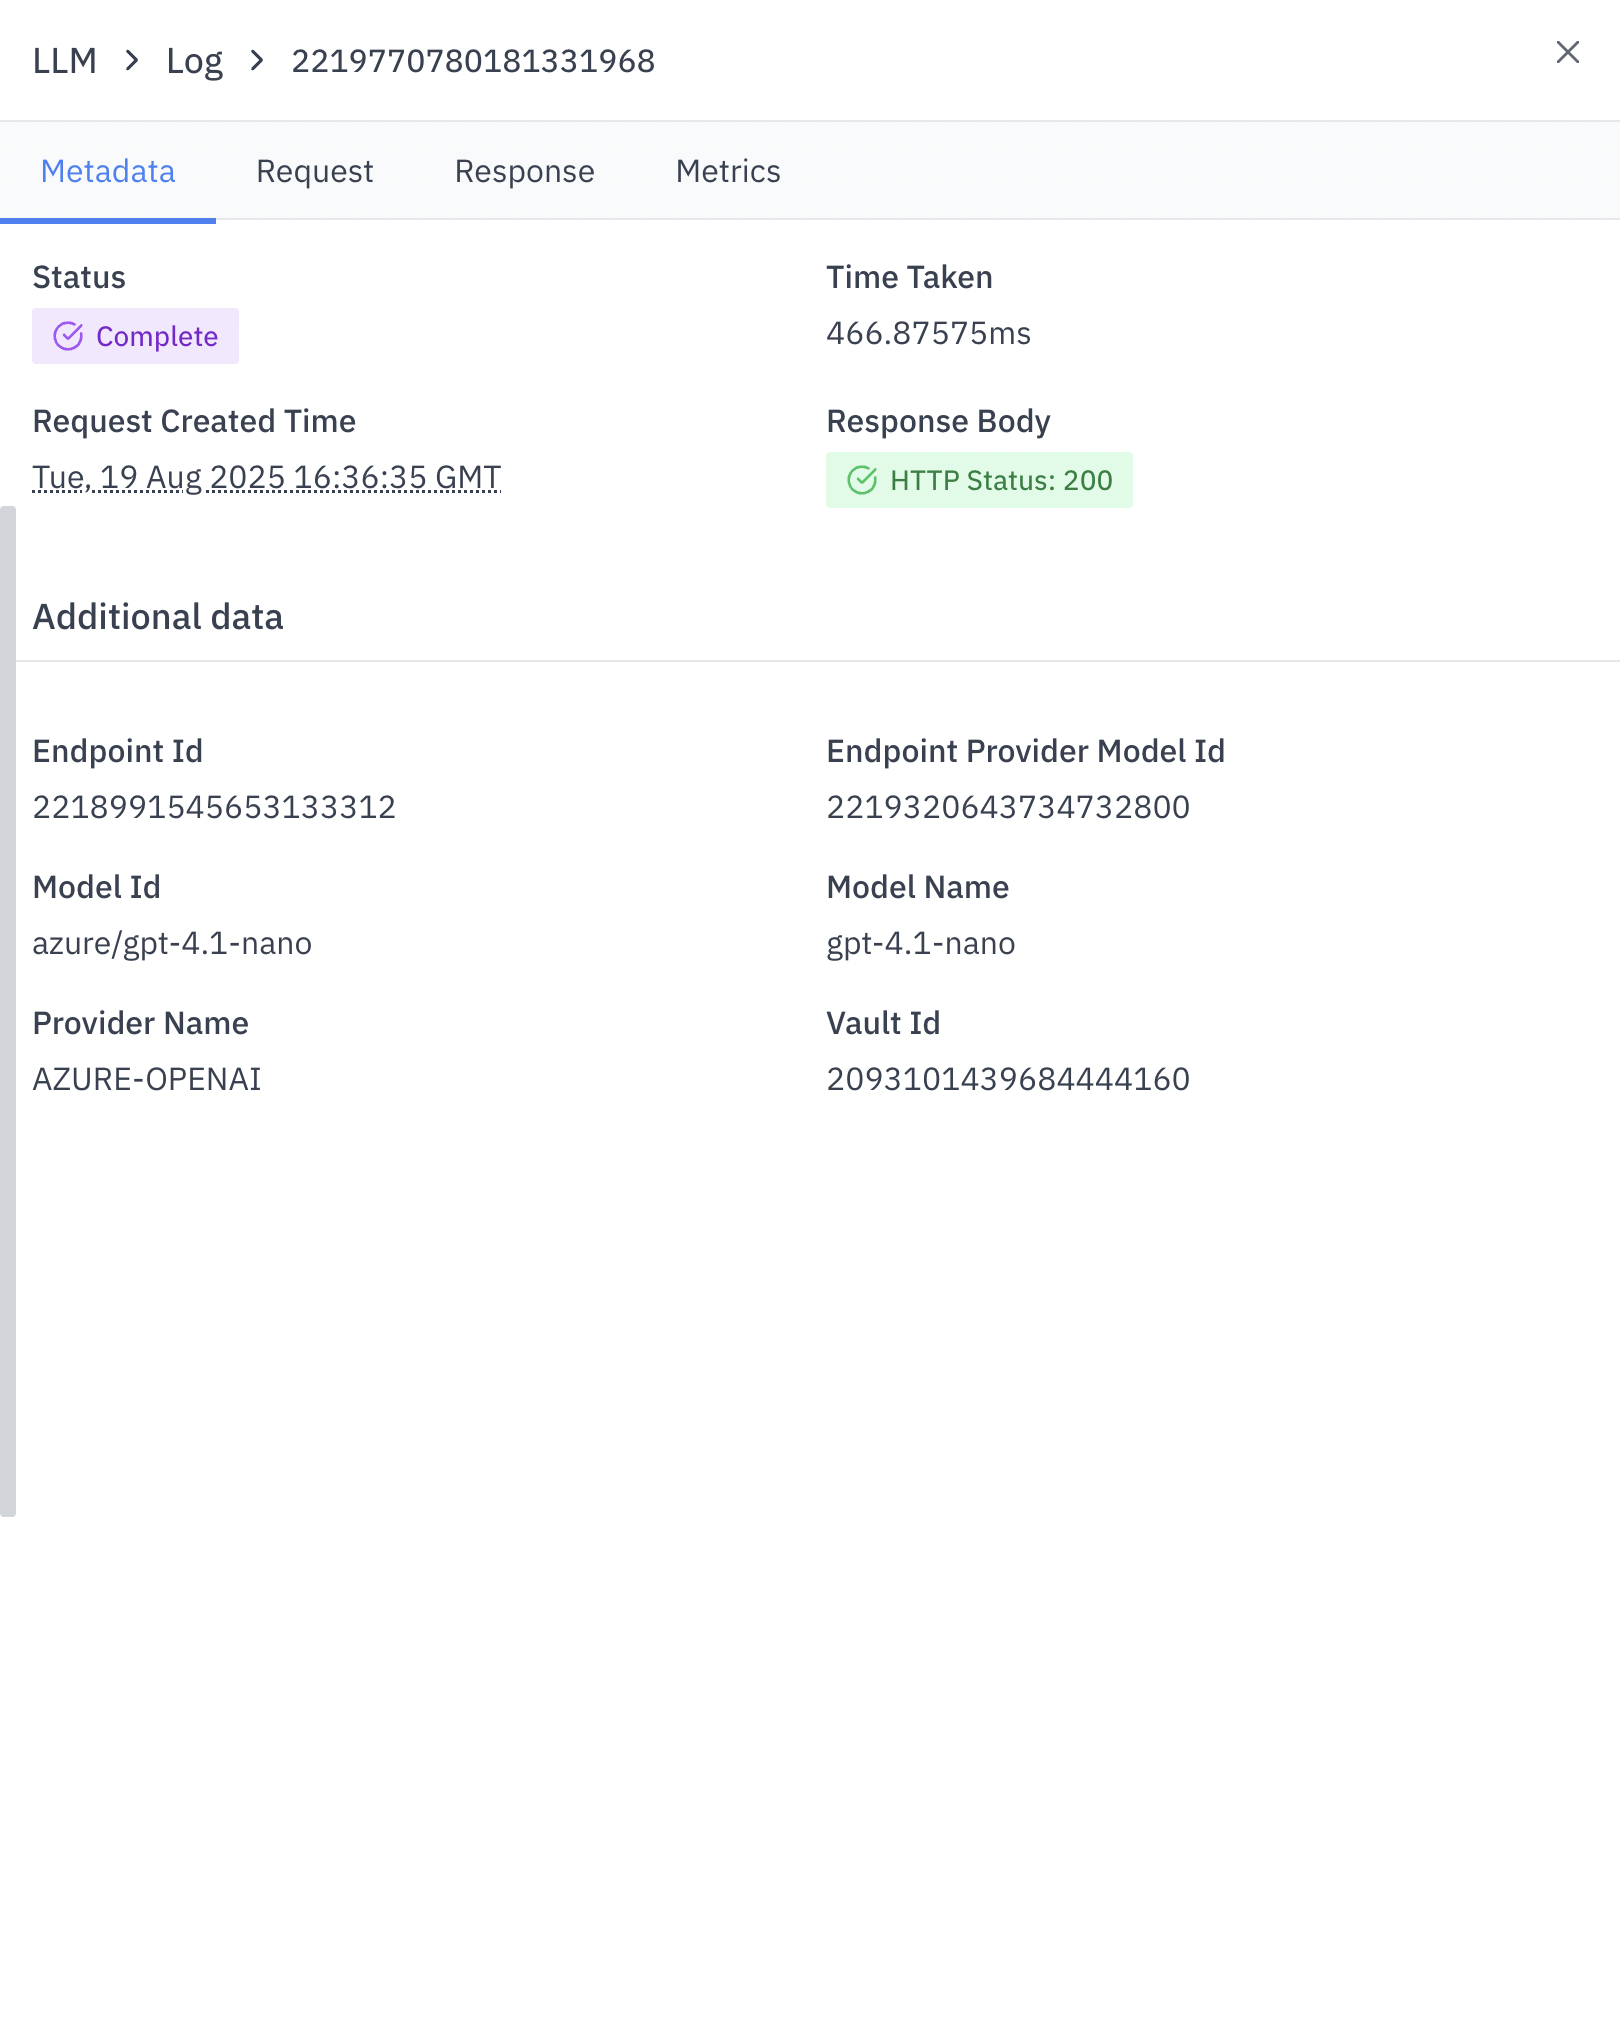 LLM > Log > 2219770780181331968
Metadata Request Response Metrics
Status
Complete
Time Taken
466.87575ms
Request Created Time
Tue, 19 Aug 2025 16:36:35 GMT
Response Body
HTTP Status: 200
Additional data
Endpoint Id
2218991545653133312
Endpoint Provider Model Id
2219320643734732800
Model Id
azure/gpt-4.1-nano
Model Name
gpt-4.1-nano
Provider Name
AZURE-OPENAI
Vault Id
2093101439684444160